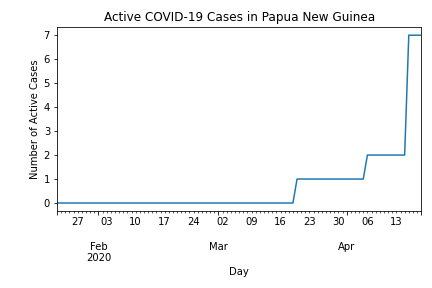 Active COVID-19 Cases in Papua New Guinea
7
6
5
4
3
2
1
0
Number of Active Cases
27 03 10 17 24 02 09 16 23 30 06 13
Feb Mar Apr
2020
Day